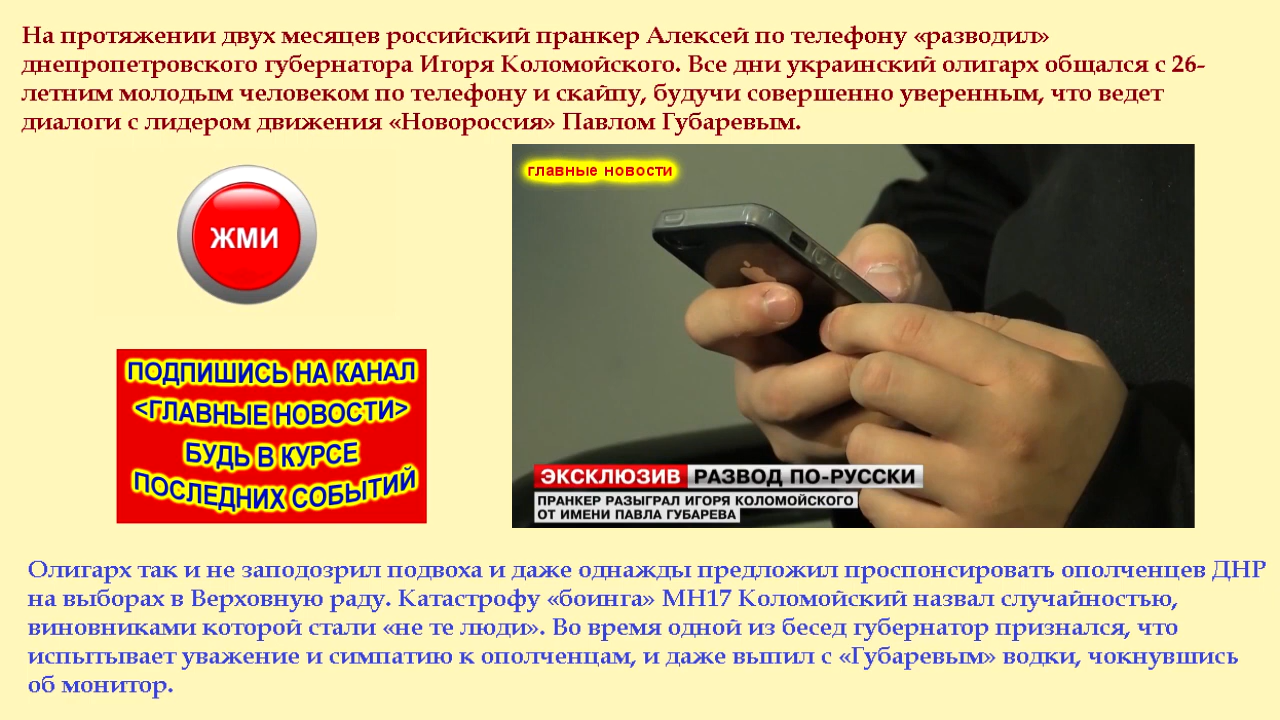 На протяжении двух месяцев российский пранкер Алексей по телефону «разводил»
днепропетровского губернатора Игоря Коломойского. Все дни украинский олигарх общался с 26-
летним молодым человеком по телефону и скайпу, будучи совершенно уверенным, что ведет
диалоги с лидером движения «Новороссия» Павлом Губаревым.
ЖМИ
ПОДПИШИСЬ НА КАНАЛ
<ГЛАВНЫЕ НОВОСТИ>
БУДЬ В КУРСЕ
ПОСЛЕДНИХ СОБЫТИЙ
главные новости
ЭКСКЛЮЗИВ РАЗВОД ПО-РУССКИ
ПРАНКЕР РАЗЫГРАЛ ИГОРЯ КОЛОМОЙСКОГО
ОТ ИМЕНИ ПАВЛА ГУБАРЕВА
Олигарх так и не заподозрил подвоха и даже однажды предложил проспонсировать ополченцев ДНР
на выборах в Верховную раду. Катастрофу «боинга» МН17 Коломойский назвал случайностью,
виновниками которой стали «не те люди». Во время одной из бесед губернатор признался, что
испытывает уважение и симпатию к ополченцам, и даже выпил с «Губаревым» водки, чокнувшись
об монитор.